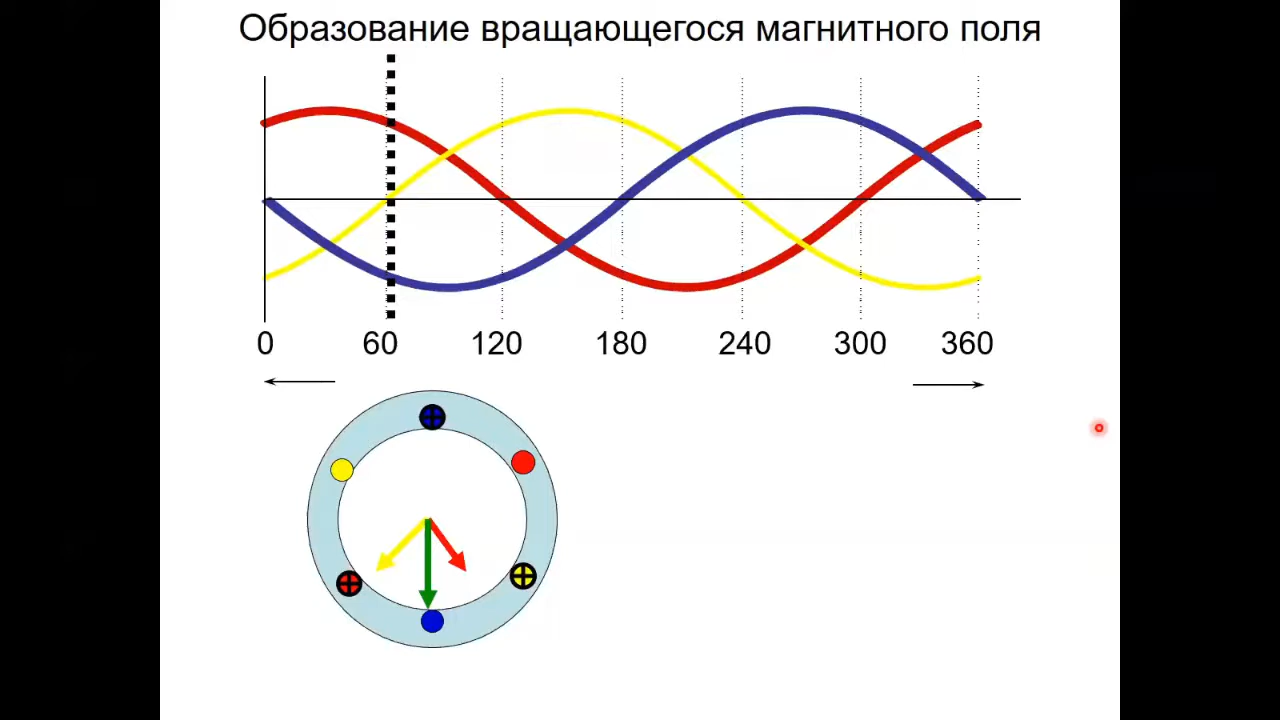 Образование вращающегося магнитного поля
0 60 120 180 240 300 360